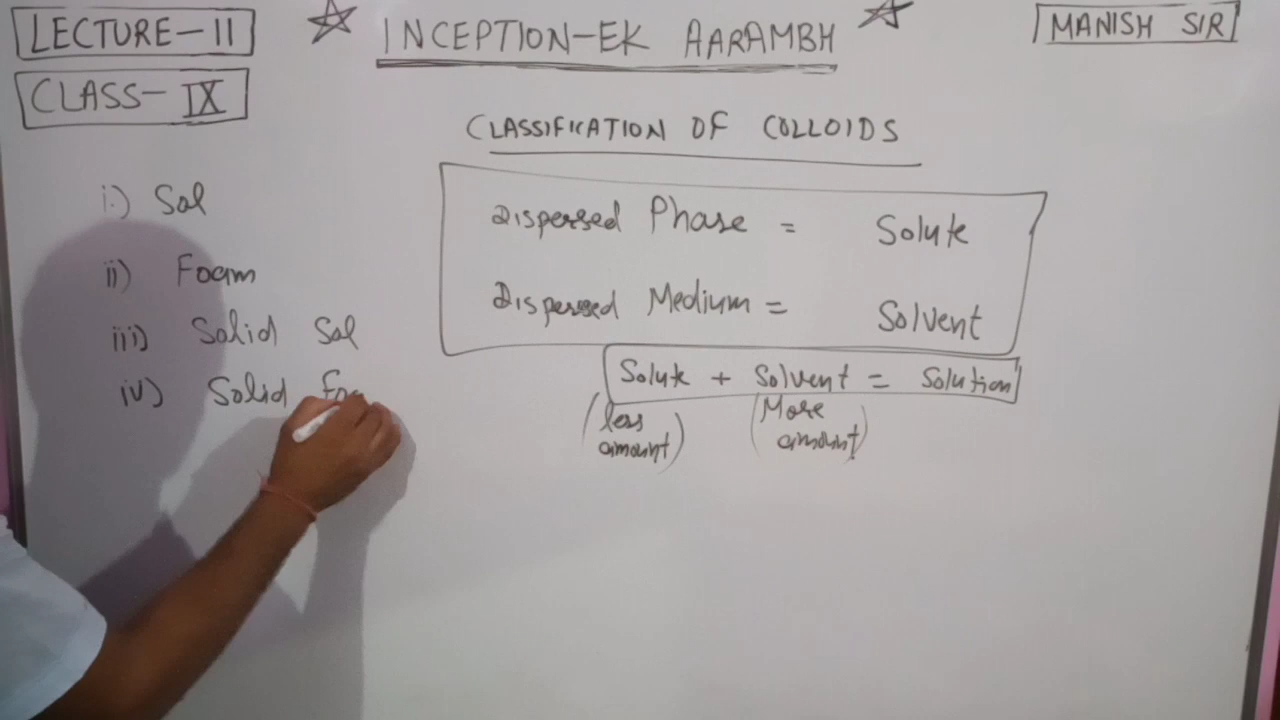 LECTURE-11
INCEPTION-EK AARAMBH
MANISH SIR
CLASS-IX
CLASSIFICATION OF COLLOIDS
i.) Sol
ii) Foam
iii) Solid Sol
iv) Solid
Dispersed Phase = Solute
Dispersed Medium = Solvent
Solute + Solvent = Solution
(less amount)
(More amount)